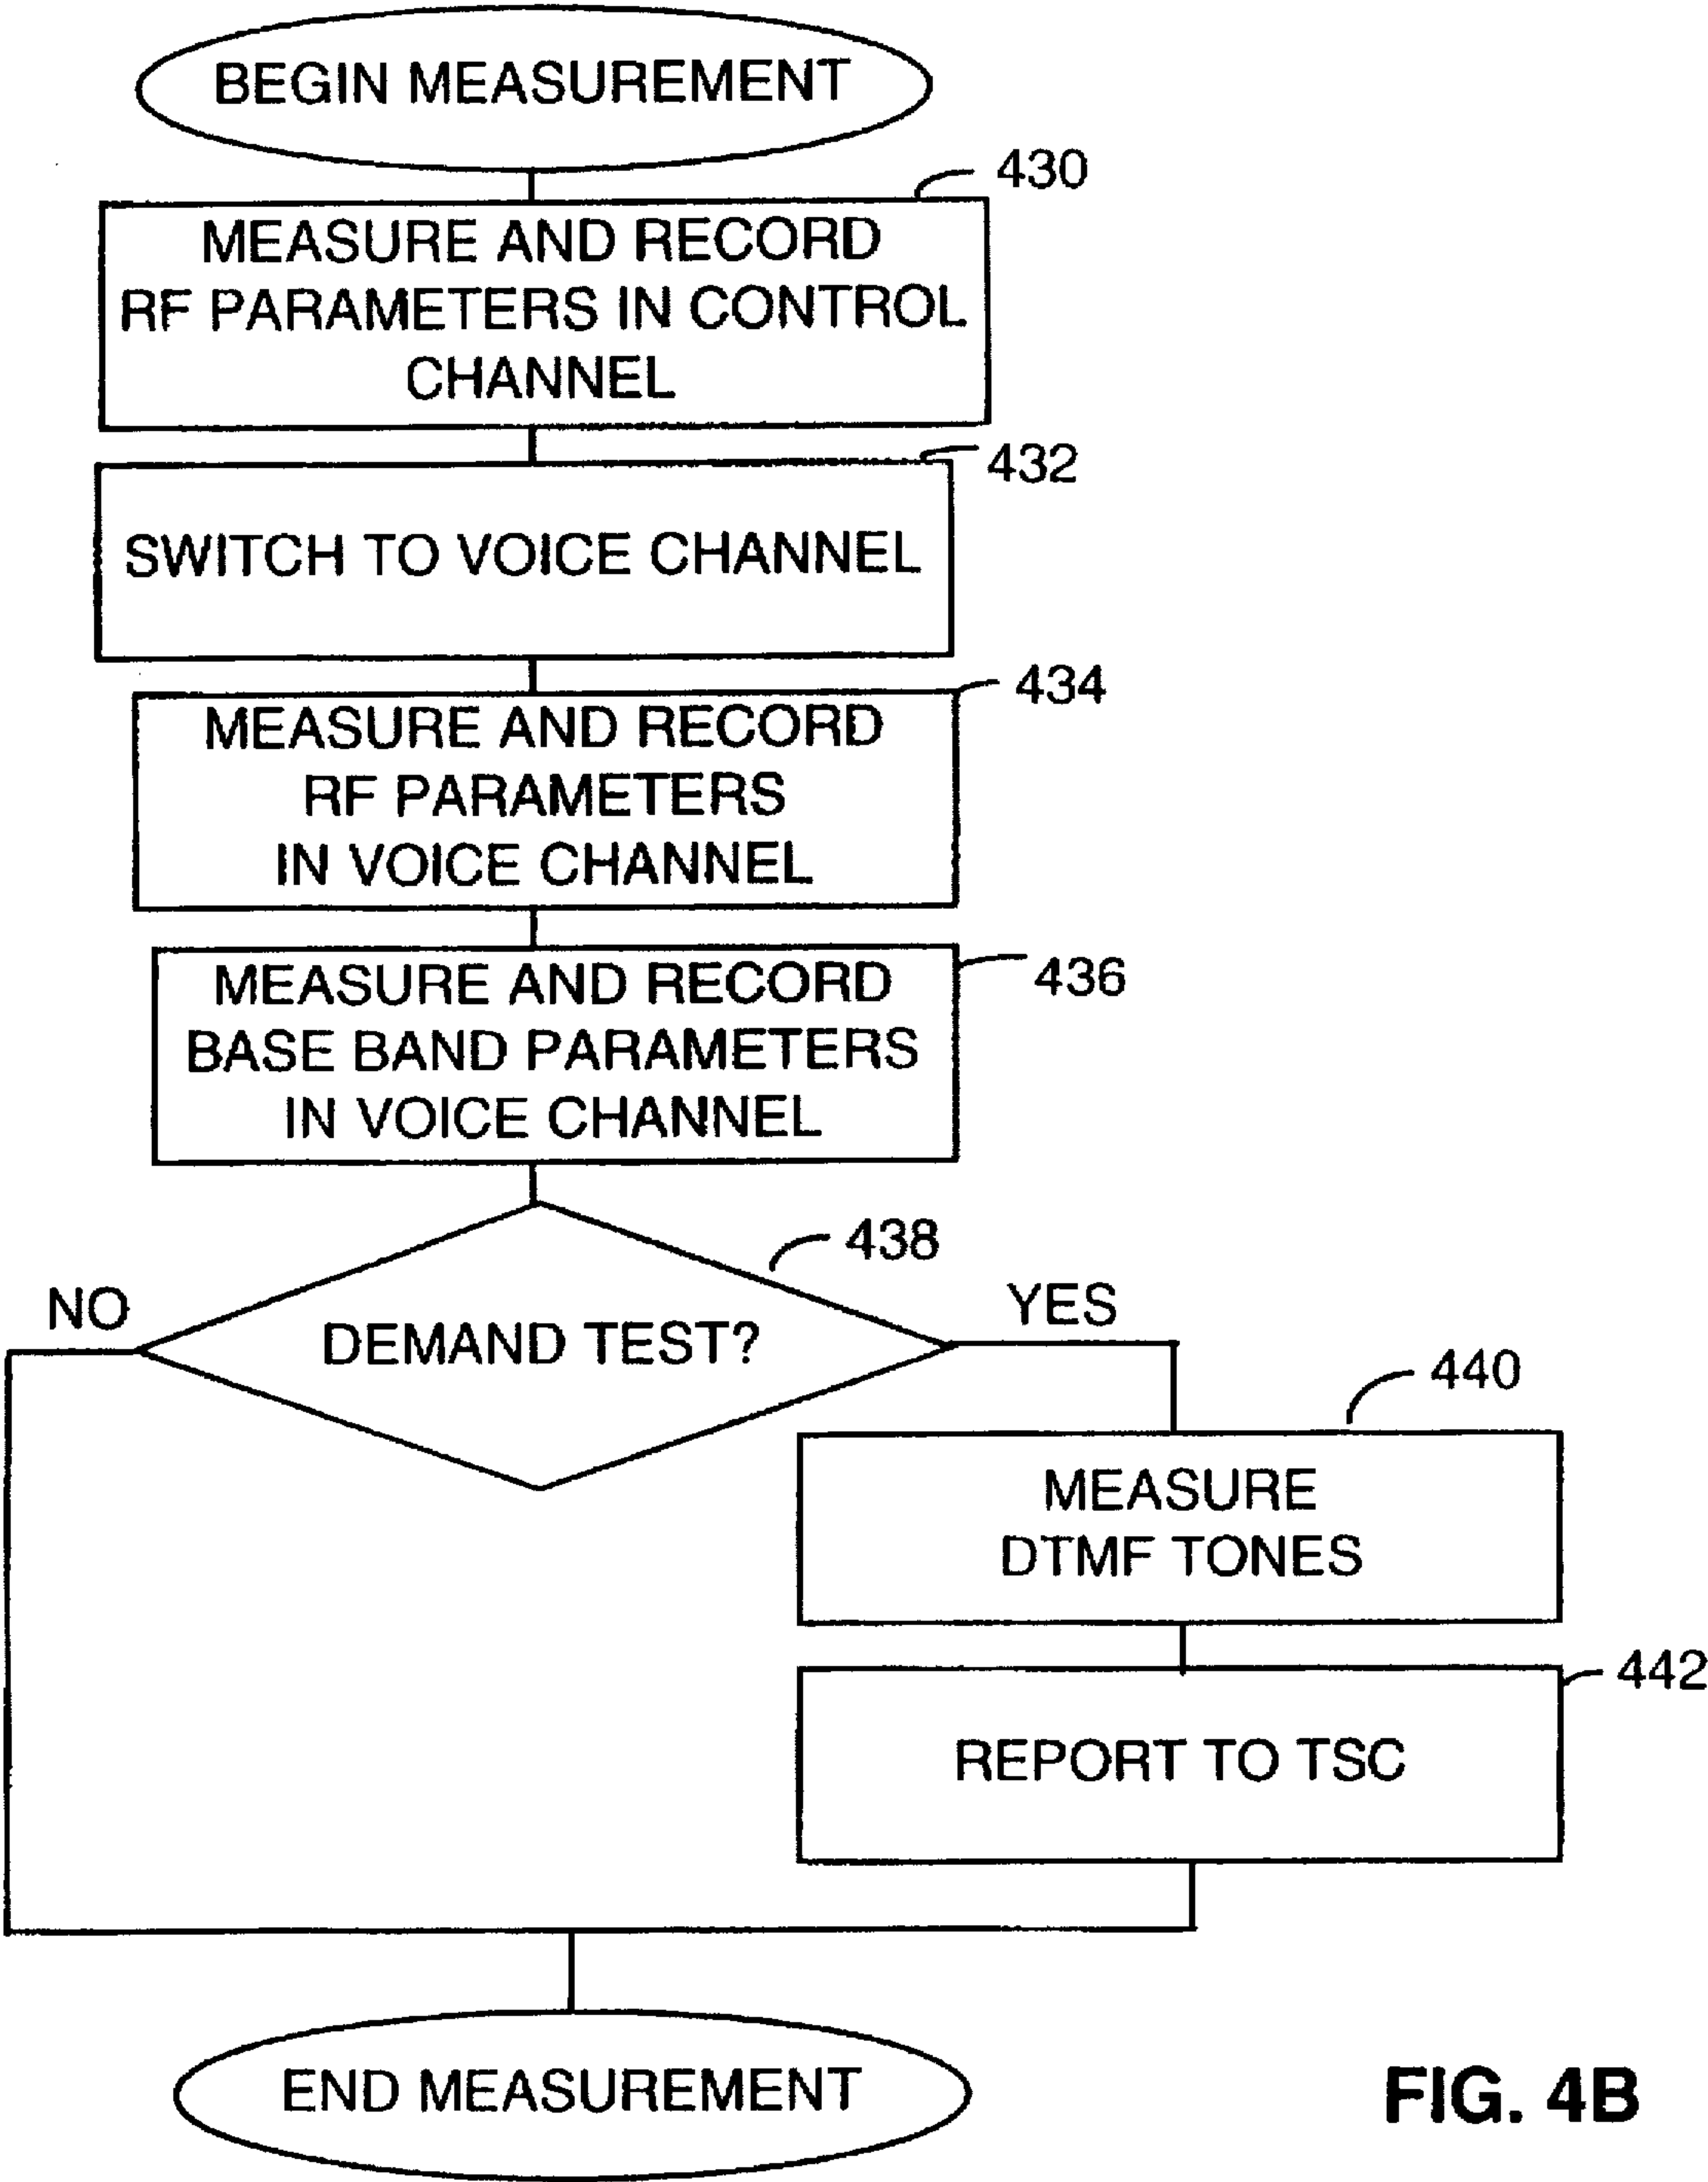 BEGIN MEASUREMENT
430
MEASURE AND RECORD
RF PARAMETERS IN CONTROL
CHANNEL
432
SWITCH TO VOICE CHANNEL
434
MEASURE AND RECORD
RF PARAMETERS
IN VOICE CHANNEL
436
MEASURE AND RECORD
BASE BAND PARAMETERS
IN VOICE CHANNEL
438
NO
DEMAND TEST?
YES
440
MEASURE
DTMF TONES
442
REPORT TO TSC
END MEASUREMENT
FIG. 4B